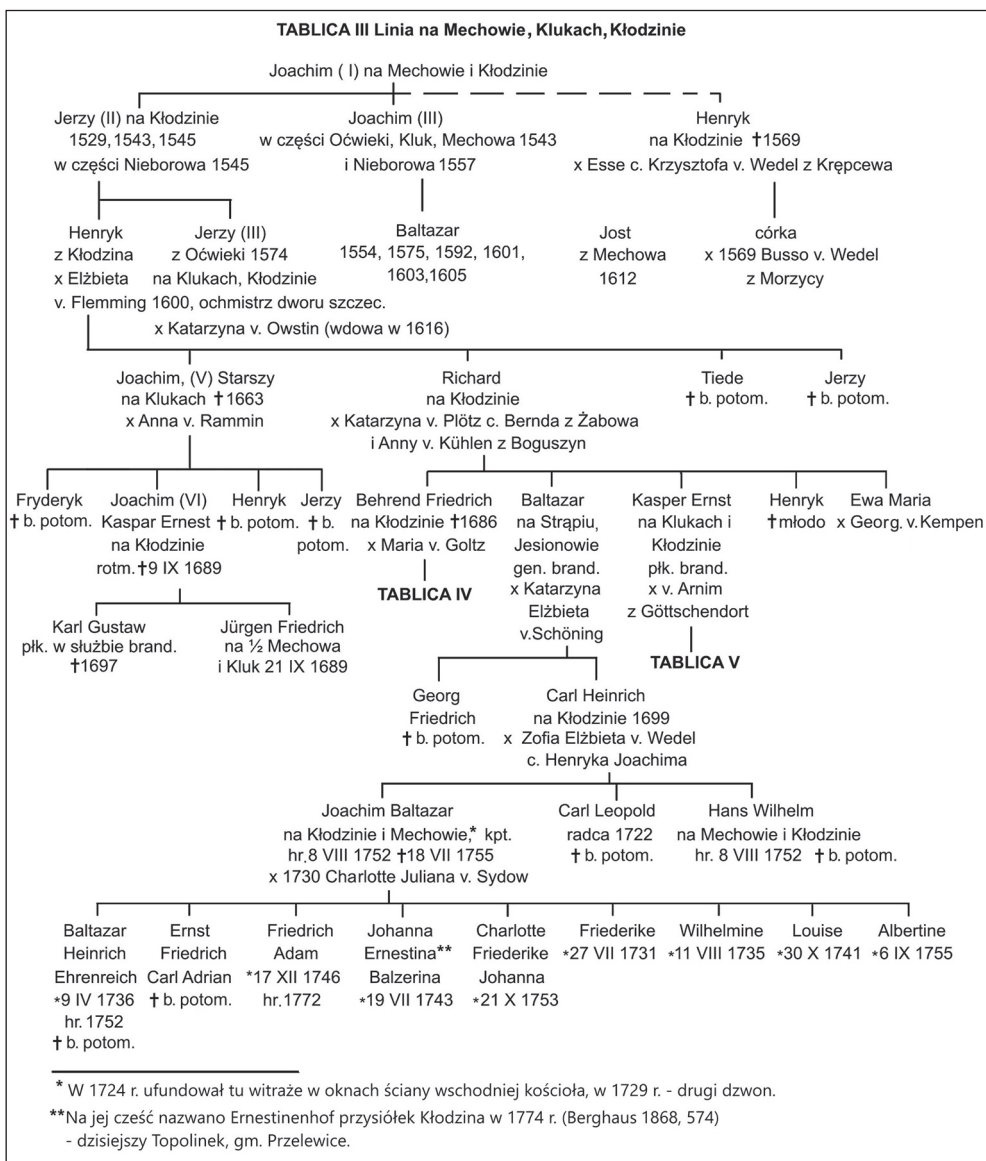 TABLICA III Linia na Mechowie, Klukach, Kłodzinie
Joachim ( I) na Mechowie i Kłodzinie
Jerzy (II) na Kłodzinie
1529, 1543, 1545
w części Nieborowa 1545
Joachim (III)
w części Oćwieki, Kluk, Mechowa 1543
i Nieborowa 1557
Henryk
na Kłodzinie ✝1569
x Esse c. Krzysztofa v. Wedel z Krępcewa
Henryk
z Kłodzina
x Elżbieta
v. Flemming 1600, ochmistrz dworu szczec.
Jerzy (III)
z Oćwieki 1574
na Klukach, Kłodzinie
x Katarzyna v. Owstin (wdowa w 1616)
Baltazar
1554, 1575, 1592, 1601,
1603,1605
Jost
z Mechowa
1612
córka
x 1569 Busso v. Wedel
z Morzycy
Joachim, (V) Starszy
na Klukach ✝1663
x Anna v. Rammin
Richard
na Kłodzinie
x Katarzyna v. Plötz c. Bernda z Żabowa
i Anny v. Kühlen z Boguszyn
Tiede
✝ b. potom.
Jerzy
✝ b. potom.
Fryderyk
✝ b. potom.
Joachim (VI)
Kaspar Ernest
na Kłodzinie
rotm. ✝9 IX 1689
Henryk
✝ b. potom.
Jerzy
✝ b.
potom.
Behrend Friedrich
na Kłodzinie ✝1686
x Maria v. Goltz
TABLICA IV
Baltazar
na Strąpiu,
Jesionowie
gen. brand.
x Katarzyna
Elżbieta
v.Schöning
Kasper Ernst
na Klukach i
Kłodzinie
płk. brand.
x v. Arnim
z Göttschendort
TABLICA V
Henryk
✝młodo
Ewa Maria
x Georg. v.Kempen
Karl Gustaw
płk. w służbie brand.
✝1697
Jürgen Friedrich
na ½ Mechowa
i Kluk 21 IX 1689
Georg
Friedrich
✝ b. potom.
Carl Heinrich
na Kłodzinie 1699
x Zofia Elżbieta v. Wedel
c. Henryka Joachima
Joachim Baltazar
na Kłodzinie i Mechowie,* kpt.
hr. 8 VIII 1752 ✝18 VII 1755
x 1730 Charlotte Juliana v. Sydow
Carl Leopold
radca 1722
✝ b. potom.
Hans Wilhelm
na Mechowie i Kłodzinie
hr. 8 VIII 1752 ✝ b. potom.
Baltazar
Heinrich
Ehrenreich
*9 IV 1736
hr. 1752
✝ b. potom.
Ernst
Friedrich
Carl Adrian
✝ b. potom.
Friedrich
Adam
*17 XII 1746
hr. 1772
Johanna
Ernestina**
Balzerina
*19 VII 1743
Charlotte
Friederike
Johanna
*21 X 1753
Friederike
*27 VII 1731
Wilhelmine
*11 VIII 1735
Louise
*30 X 1741
Albertine
*6 IX 1755
* W 1724 r. ufundował tu witraże w oknach ściany wschodniej kościoła, w 1729 r. - drugi dzwon.
**Na jej cześć nazwano Ernestinenhof przysiółek Kłodzina w 1774 r. (Berghaus 1868, 574)
- dzisiejszy Topolinek, gm. Przelewice.